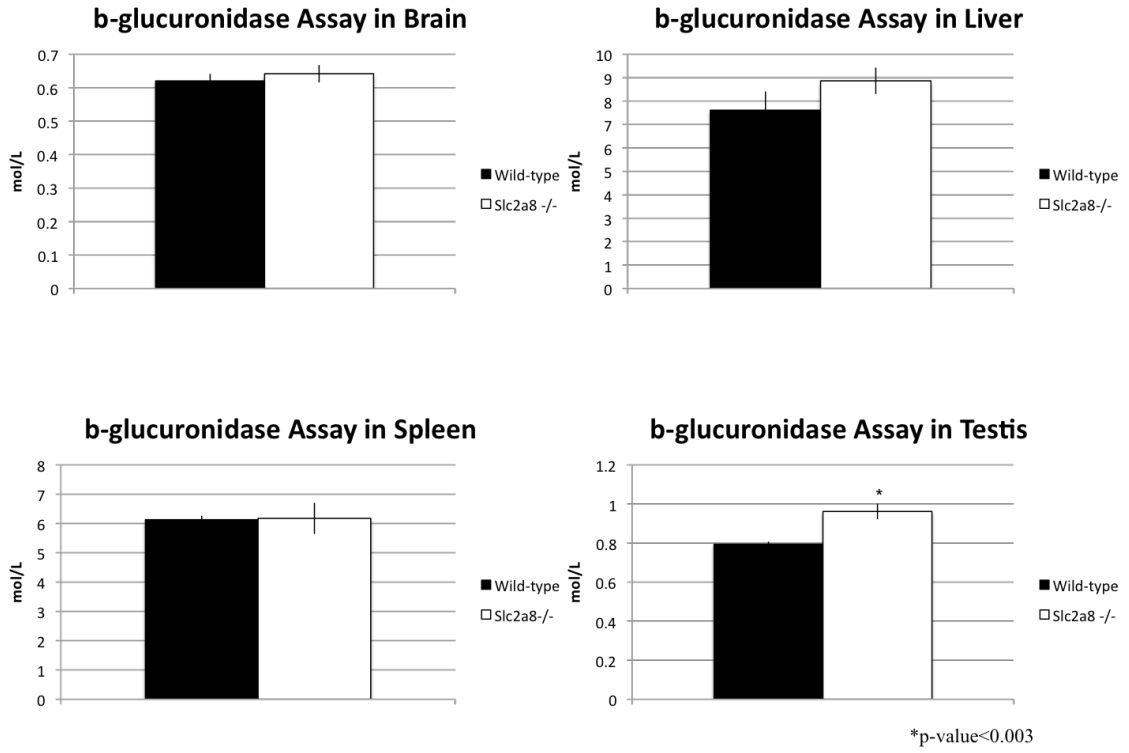 b-glucuronidase Assay in Brain
0.7
0.6
0.5
0.4
0.3
0.2
0.1
0
mol/L
Wild-type
Slc2a8 -/-
b-glucuronidase Assay in Liver
10
9
8
7
6
5
4
3
2
1
0
mol/L
Wild-type
Slc2a8-/-
b-glucuronidase Assay in Spleen
8
7
6
5
4
3
2
1
0
mol/L
Wild-type
Slc2a8-/-
b-glucuronidase Assay in Testis
1.2
1
0.8
0.6
0.4
0.2
0
mol/L
*
Wild-type
Slc2a8 -/-
*p-value<0.003